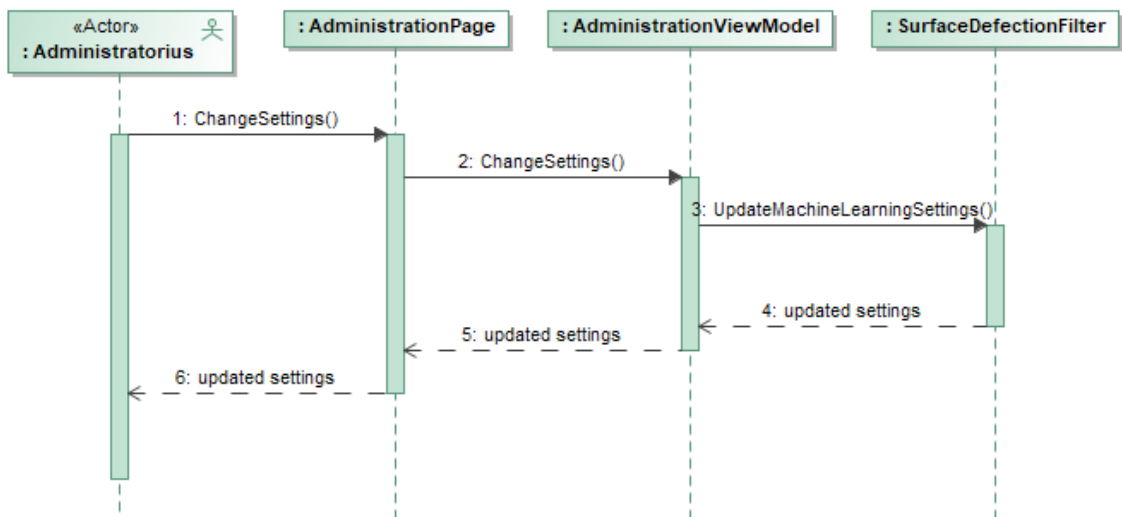 «Actor»
: Administratorius
: AdministrationPage
: AdministrationViewModel
: SurfaceDefectionFilter
1: ChangeSettings()
2: ChangeSettings()
3: UpdateMachineLearningSettings()
4: updated settings
5: updated settings
6: updated settings